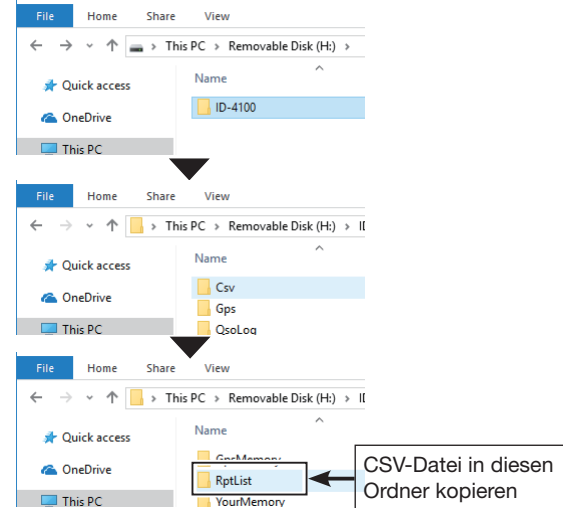 File Home Share View
This PC > Removable Disk (H:) >
Name
Quick access
ID-4100
OneDrive
This PC
File Home Share View
This PC > Removable Disk (H:) >
Name
Quick access
Csv
OneDrive
Gps
This PC
QsoLog
File Home Share View
This PC > Removable Disk (H:) >
Name
Quick access
GpsMemory
CSV-Datei in diesen
Ordner kopieren
OneDrive
RptList
This PC
YourMemory